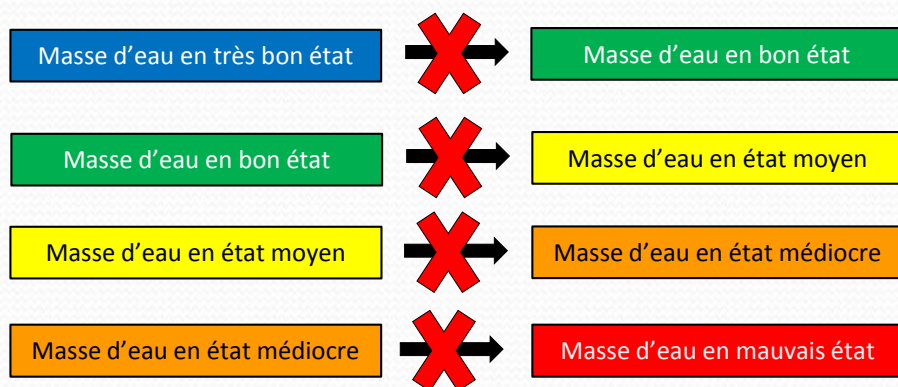 Masse d’eau en très bon état
Masse d’eau en bon état
Masse d’eau en bon état
Masse d’eau en état moyen
Masse d’eau en état moyen
Masse d’eau en état médiocre
Masse d’eau en état médiocre
Masse d’eau en mauvais état